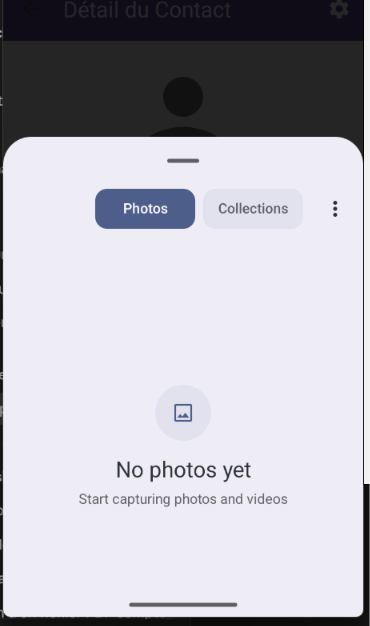 Détail du Contact
Photos
Collections
No photos yet
Start capturing photos and videos